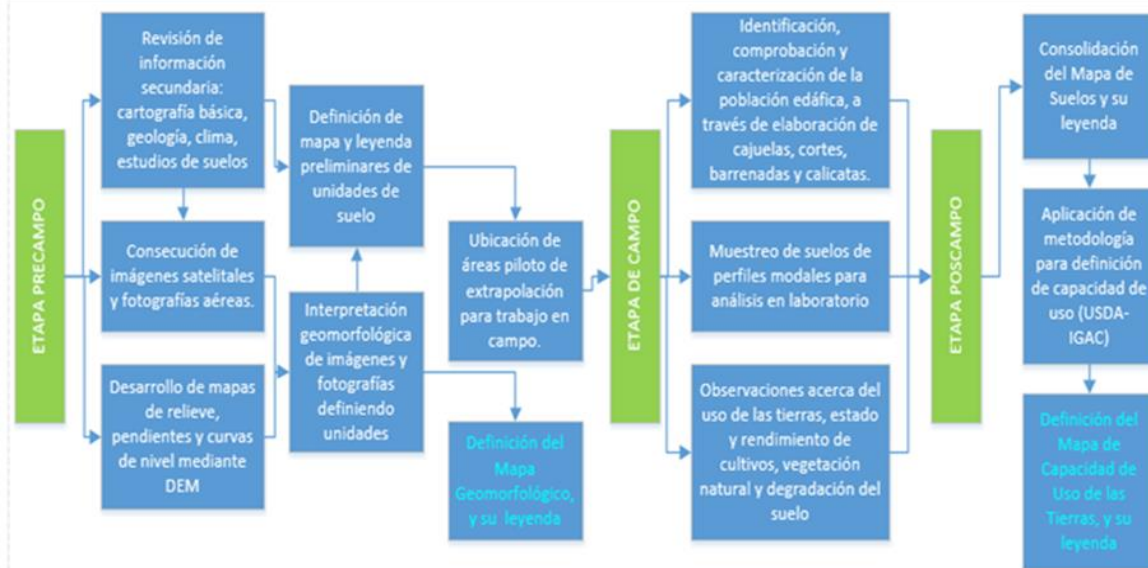 ETAPA PRECAMPO
Revisión de
información
secundaria:
cartografía básica,
geología, clima,
estudios de suelos
Consecución de
imágenes satelitales
y fotografías aéreas.
Desarrollo de mapas
de relieve,
pendientes y curvas
de nivel mediante
DEM
Definición de
mapa y leyenda
preliminares de
unidades de
suelo
Interpretación
geomorfológica
de imágenes y
fotografías
definiendo
unidades
Ubicación de
áreas piloto de
extrapolación
para trabajo en
campo.
Definición del
Mapa
Geomorfológico,
y su leyenda
ETAPA DE CAMPO
Identificación,
comprobación y
caracterización de la
población edáfica, a
través de elaboración de
cajuelas, cortes,
barrenadas y calicatas.
Muestreo de suelos de
perfiles modales para
análisis en laboratorio
Observaciones acerca del
uso de las tierras, estado
y rendimiento de
cultivos, vegetación
natural y degradación del
suelo
ETAPA POSCAMPO
Consolidación
del Mapa de
Suelos y su
leyenda
Aplicación de
metodología
para definición
de capacidad de
uso (USDA-
IGAC)
Definición del
Mapa de
Capacidad de
Uso de las
Tierras, y su
leyenda